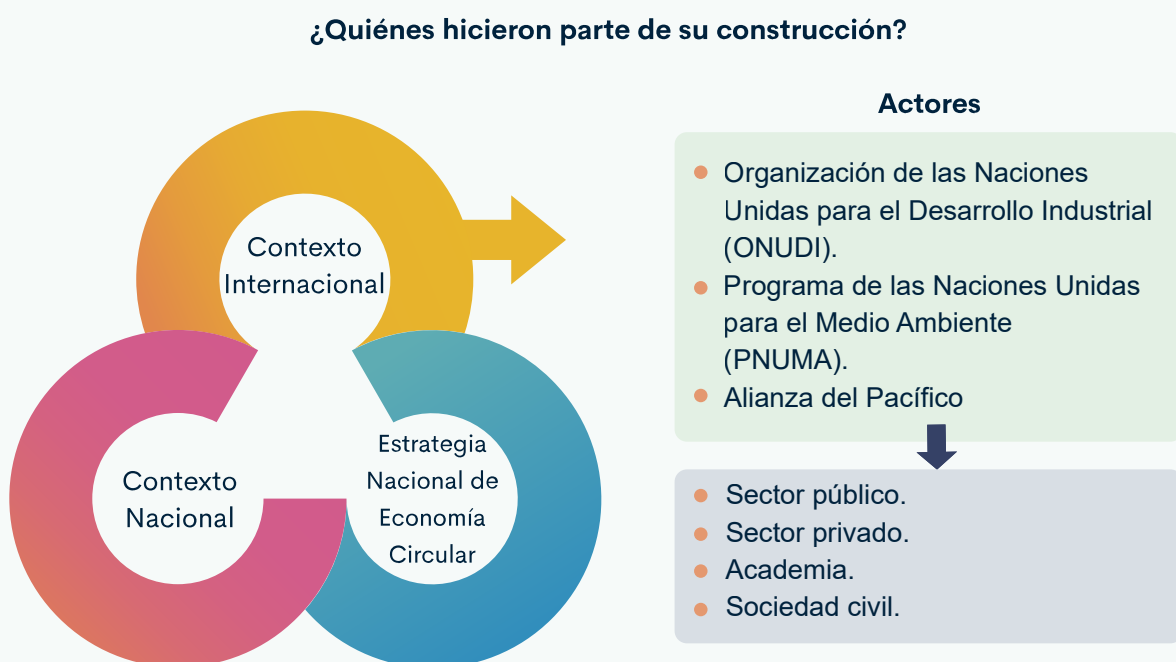 ¿Quiénes hicieron parte de su construcción?
Contexto
Internacional
Contexto
Nacional
Estrategia
Nacional de
Economía
Circular
Actores
Organización de las Naciones
Unidas para el Desarrollo Industrial
(ONUDI).
Programa de las Naciones Unidas
para el Medio Ambiente
(PNUMA).
Alianza del Pacífico
Sector público.
Sector privado.
Academia.
Sociedad civil.